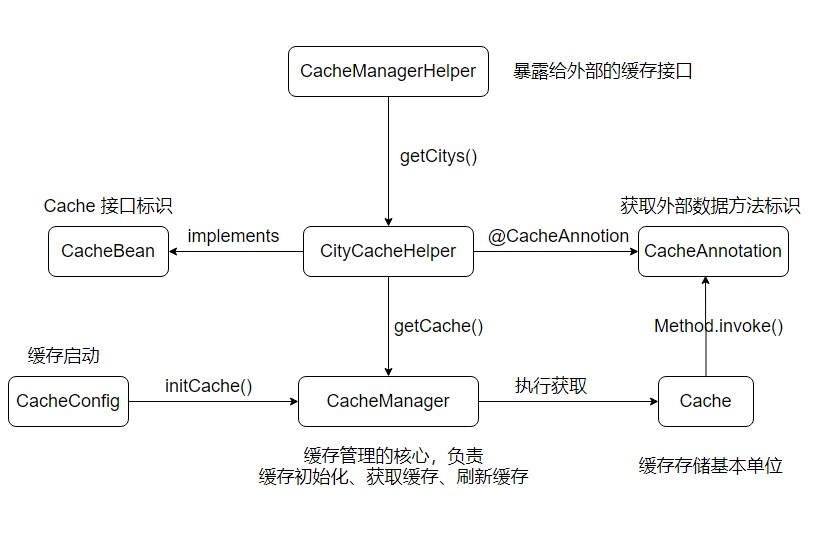 CacheManagerHelper
暴露给外部的缓存接口
getCitys()
Cache 接口标识
获取外部数据方法标识
CacheBean
implements
CityCacheHelper
@CacheAnnotion
CacheAnnotation
getCache()
Method.invoke()
缓存启动
CacheConfig
initCache()
CacheManager
执行获取
Cache
缓存管理的核心，负责
缓存初始化、获取缓存、刷新缓存
缓存存储基本单位